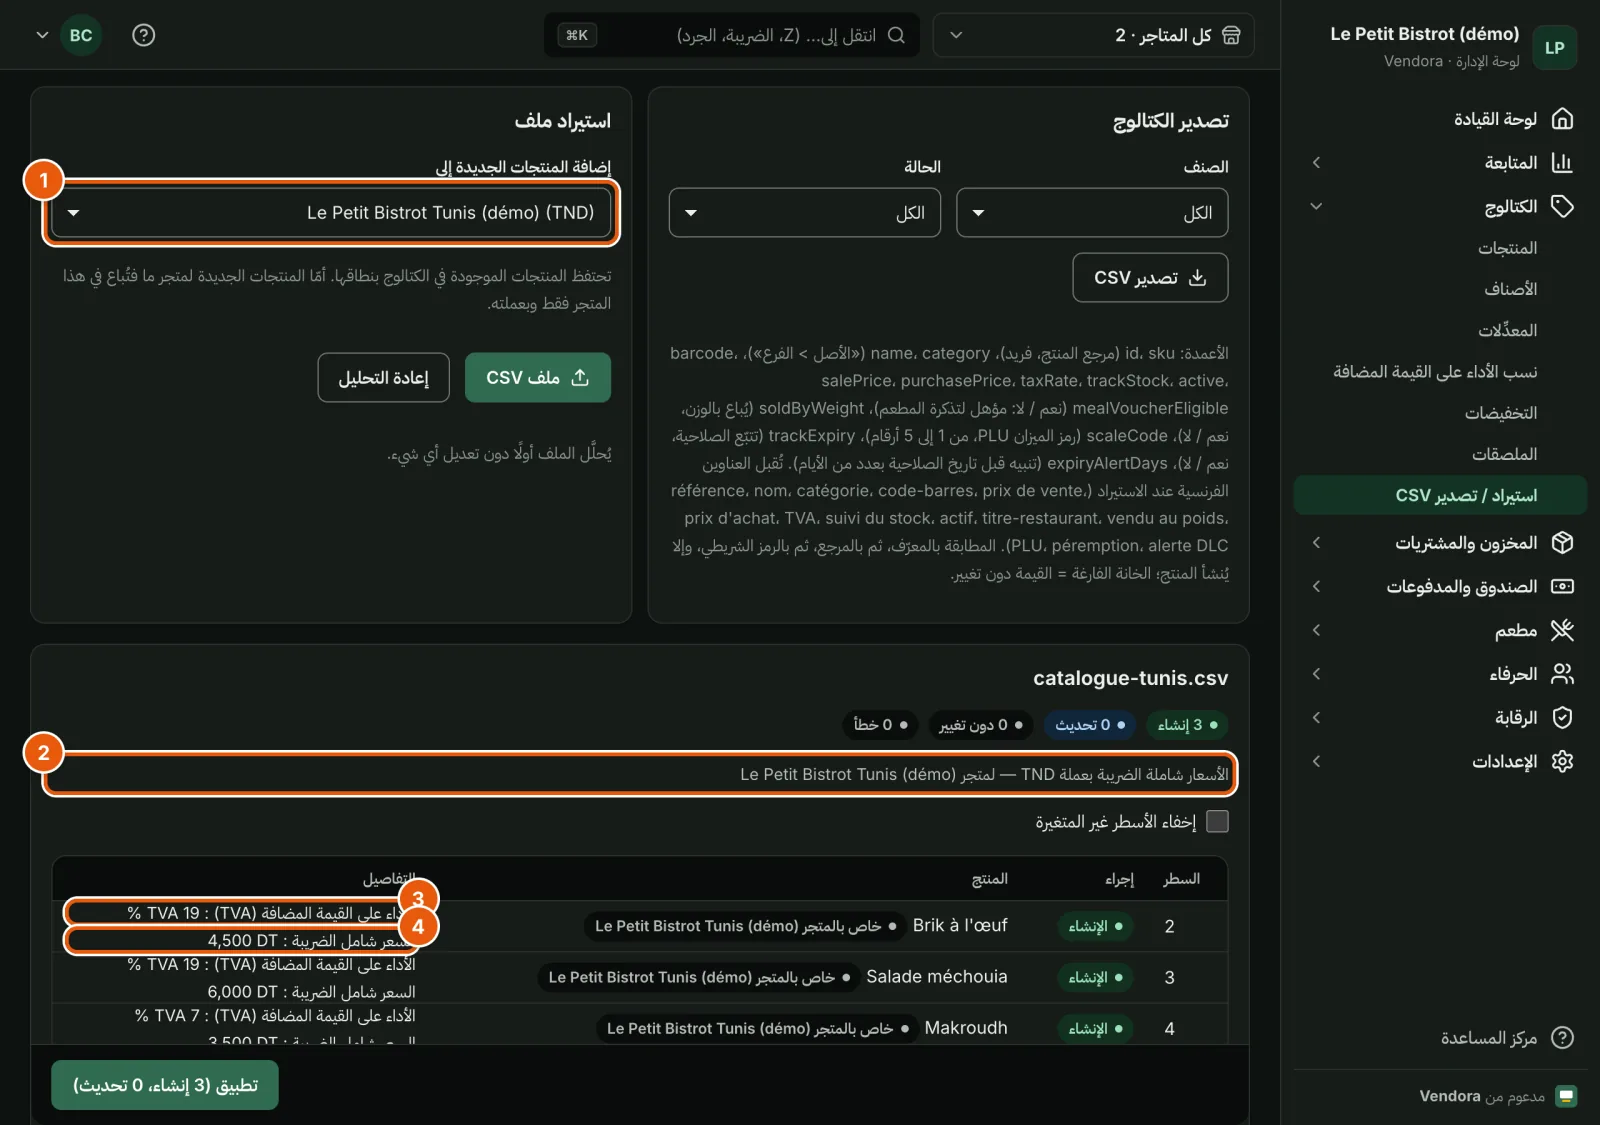 Le Petit Bistrot (démo)
لوحة الإدارة · Vendora
LP
كل المتاجر · 2
انتقل إلى... (Z، الضريبة، الجرد)
⌘K
BC
لوحة القيادة
المتابعة
الكتالوج
المنتجات
الأصناف
المعدّلات
نسب الأداء على القيمة المضافة
التخفيضات
الملصقات
استيراد / تصدير CSV
المخزون والمشتريات
الصندوق والمدفوعات
مطعم
الحرفاء
الرقابة
الإعدادات
مركز المساعدة
مدعوم من Vendora
تصدير الكتالوج
الصنف
الحالة
الكل
الكل
تصدير CSV
الأعمدة: id، sku (مرجع المنتج، فريد)، name، category («الأصل > الفرع»)، barcode،
salePrice، purchasePrice، taxRate، trackStock، active،
mealVoucherEligible (نعم / لا: مؤهل لتذكرة المطعم)، soldByWeight (يُباع بالوزن،
نعم / لا)، scaleCode (رمز الميزان PLU، من 1 إلى 5 أرقام)، trackExpiry (تتبّع الصلاحية،
نعم / لا)، expiryAlertDays (تنبيه قبل تاريخ الصلاحية بعدد من الأيام). تُقبل العناوين
الفرنسية عند الاستيراد (référence، nom، catégorie، code-barres، prix de vente،
prix d'achat، TVA، suivi du stock، actif، titre-restaurant، vendu au poids،
PLU، péremption، alerte DLC). المطابقة بالمعرّف، ثم بالمرجع، ثم بالرمز الشريطي، وإلا
يُنشأ المنتج؛ الخانة الفارغة = القيمة دون تغيير.
استيراد ملف
إضافة المنتجات الجديدة إلى
1
Le Petit Bistrot Tunis (démo) (TND)
تحتفظ المنتجات الموجودة في الكتالوج بنطاقها. أمّا المنتجات الجديدة لمتجر ما فتُباع في هذا
المتجر فقط وبعملته.
ملف CSV
إعادة التحليل
يُحلَّل الملف أولًا دون تعديل أي شيء.
catalogue-tunis.csv
3 إنشاء
0 تحديث
0 دون تغيير
0 خطأ
2
الأسعار شاملة الضريبة بعملة TND — لمتجر Le Petit Bistrot Tunis (démo)
إخفاء الأسطر غير المتغيرة
السطر
إجراء
المنتج
التفاصيل
2
الإنشاء
Brik à l'œuf
خاص بالمتجر Le Petit Bistrot Tunis (démo)
3
الأداء على القيمة المضافة (TVA) : TVA 19 %
4
السعر شامل الضريبة : 4,500 DT
3
الإنشاء
Salade méchouia
خاص بالمتجر Le Petit Bistrot Tunis (démo)
الأداء على القيمة المضافة (TVA) : TVA 19 %
السعر شامل الضريبة : 6,000 DT
4
الإنشاء
Makroudh
خاص بالمتجر Le Petit Bistrot Tunis (démo)
الأداء على القيمة المضافة (TVA) : TVA 7 %
السعر شامل الضريبة : 3,500 DT
تطبيق (3 إنشاء، 0 تحديث)